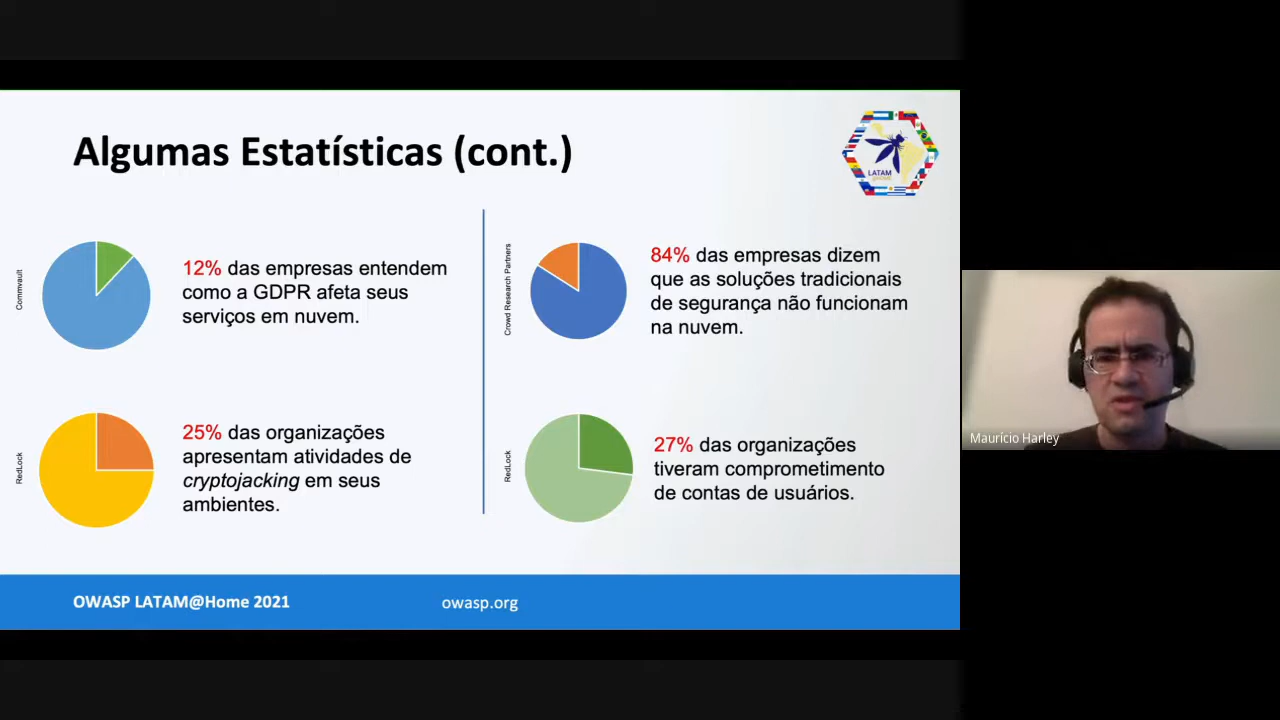 Algumas Estatísticas (cont.)
LATAM
Commvault
12% das empresas entendem
como a GDPR afeta seus
serviços em nuvem.
RedLock
25% das organizações
apresentam atividades de
cryptojacking em seus
ambientes.
Crowd Research Partners
84% das empresas dizem
que as soluções tradicionais
de segurança não funcionam
na nuvem.
RedLock
27% das organizações
tiveram comprometimento
de contas de usuários.
Maurício Harley
OWASP LATAM@Home 2021
owasp.org